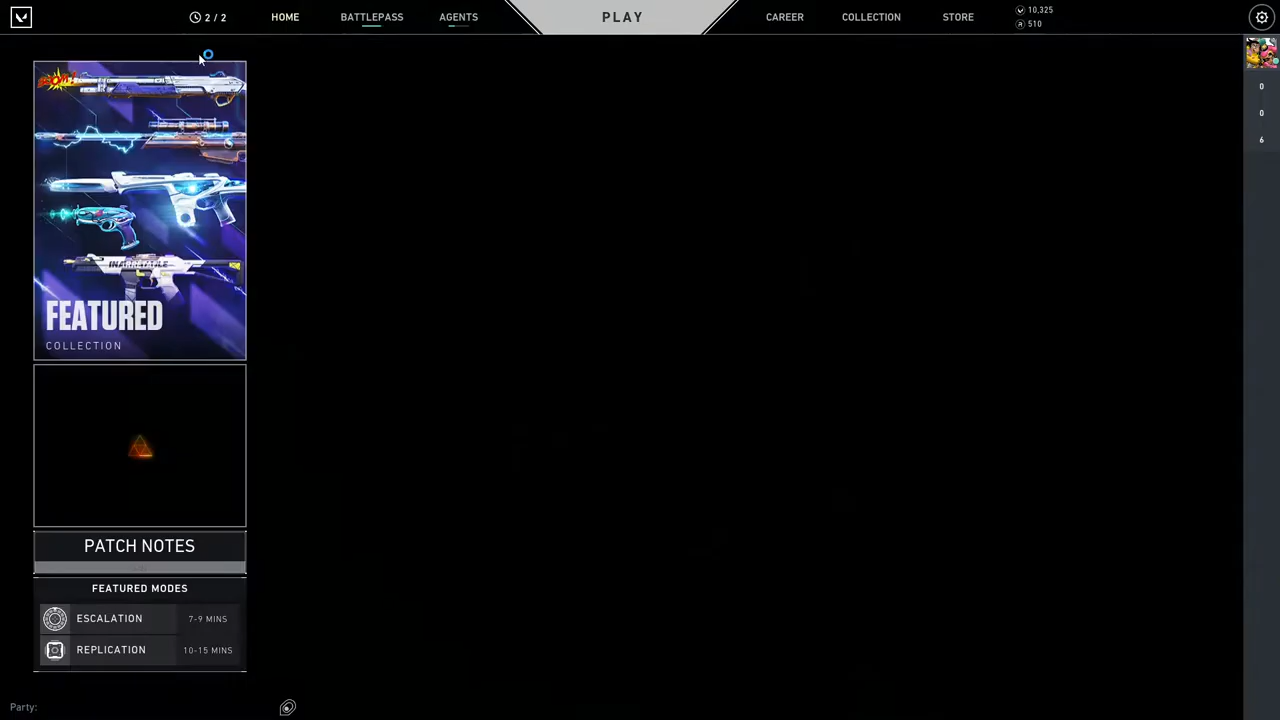 2 / 2
HOME
BATTLEPASS
AGENTS
PLAY
CAREER
COLLECTION
STORE
10,325
510
BOOM!
0
0
6
FEATURED
COLLECTION
PATCH NOTES
FEATURED MODES
ESCALATION
7-9 MINS
REPLICATION
10-15 MINS
Party: